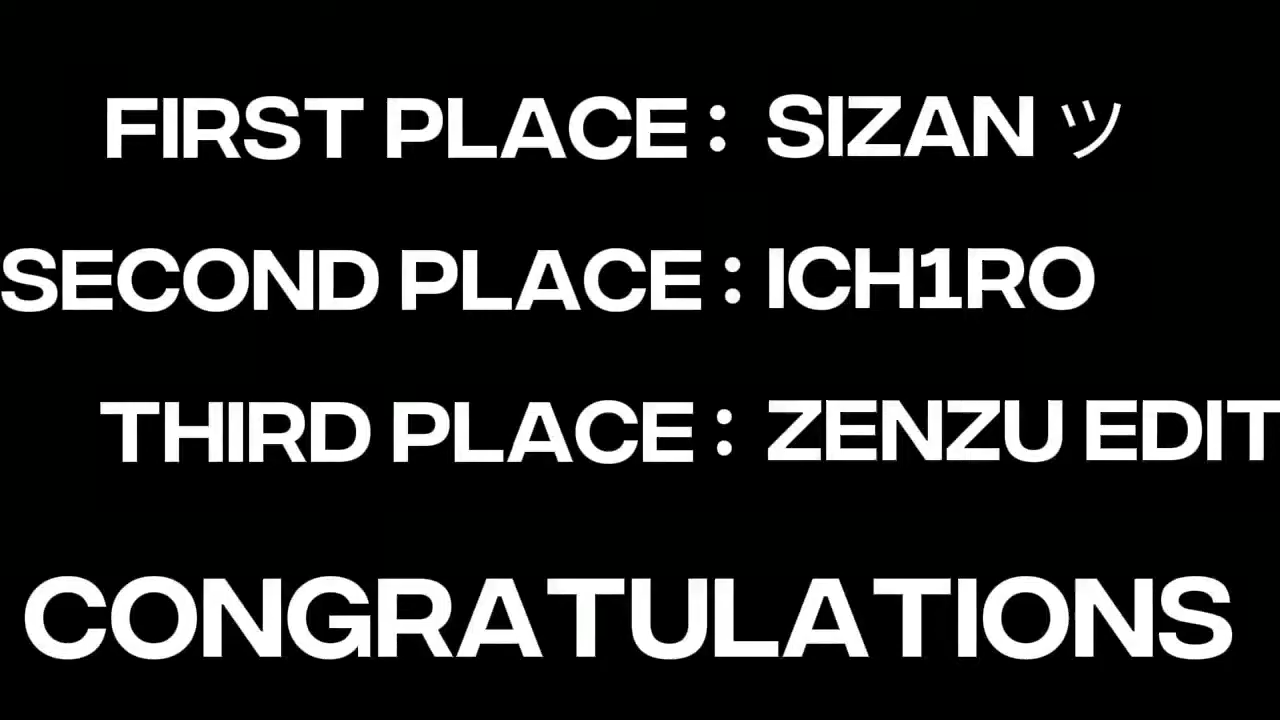 FIRST PLACE : SIZAN ツ
SECOND PLACE : ICH1RO
THIRD PLACE : ZENZU EDIT
CONGRATULATIONS